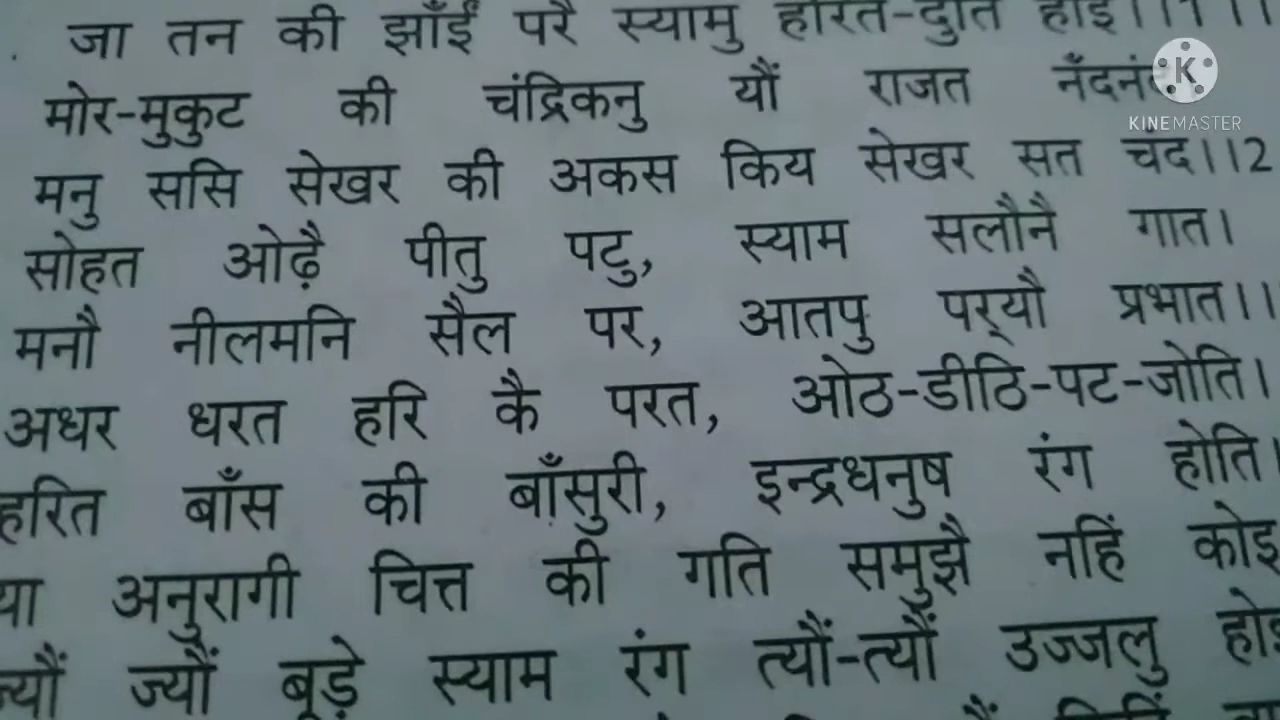 जा तन की झाँईं परै स्यामु हरित-दुति होइ।।1।।
मोर-मुकुट की चंद्रिकनु यौं राजत
K
KINEMASTER
मनु ससि सेखर की अकस किय सेखर सत चंद।।2
सोहत ओढ़ै पीतु पटु, स्याम सलौनै गात।
मनौ नीलमनि सैल पर, आतपु पर्‌यौ प्रभात।।
अधर धरत हरि कै परत, ओठ-डीठि-पट-जोति।
हरित बाँस की बाँसुरी, इन्द्रधनुष रंग होति।
या अनुरागी चित्त की गति समुझै नहिं कोइ
ज्यौं ज्यौं बूड़े स्याम रंग त्यौं-त्यौं उज्जलु होइ